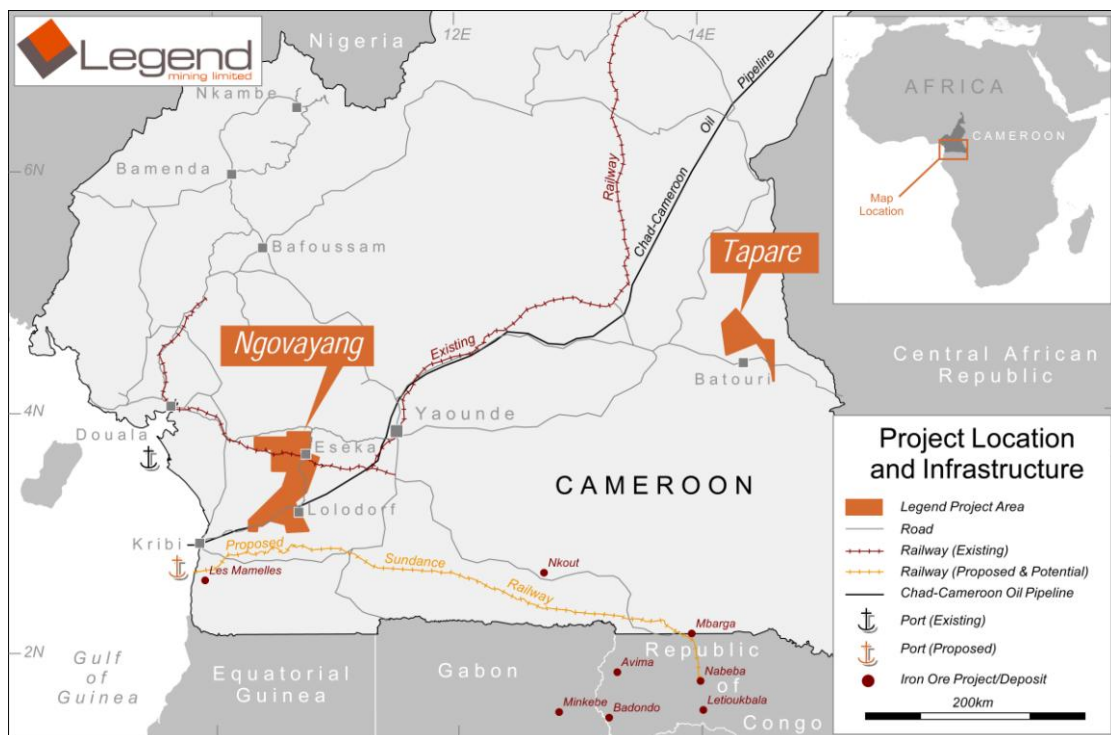 Legend
mining limited
Nigeria
12E
14E
Nkambe
Pipeline
Oil
Chad-Cameroon
Railway
6N
Bamenda
Bafoussam
Tapare
Ngovayang
Existing
Batouri
Central African
Republic
4N
Yaounde
Douala
Eseka
CAMEROON
Lolodorf
Kribi
Proposed
Sundance
Railway
Nkout
Les Mamelles
Mbarga
2N
Gulf
of
Guinea
Equatorial
Guinea
Gabon
Republic
of
Congo
Avima
Nabeba
Minkebe
Badondo
Letioukbala
AFRICA
CAMEROON
Map
Location
Project Location
and Infrastructure
Legend Project Area
Road
Railway (Existing)
Railway (Proposed & Potential)
Chad-Cameroon Oil Pipeline
Port (Existing)
Port (Proposed)
Iron Ore Project/Deposit
200km